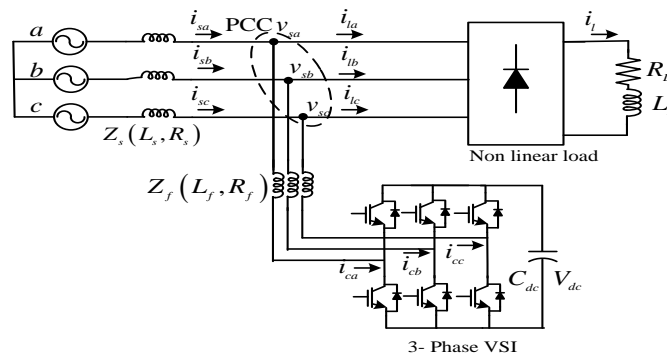 a
b
c
i_sa
i_sb
i_sc
PCC
v_sa
v_sb
v_sc
i_la
i_lb
i_lc
i_l
R_L
L
Z_s (L_s, R_s)
Non linear load
Z_f (L_f, R_f)
i_ca
i_cb
i_cc
C_dc
V_dc
3- Phase VSI